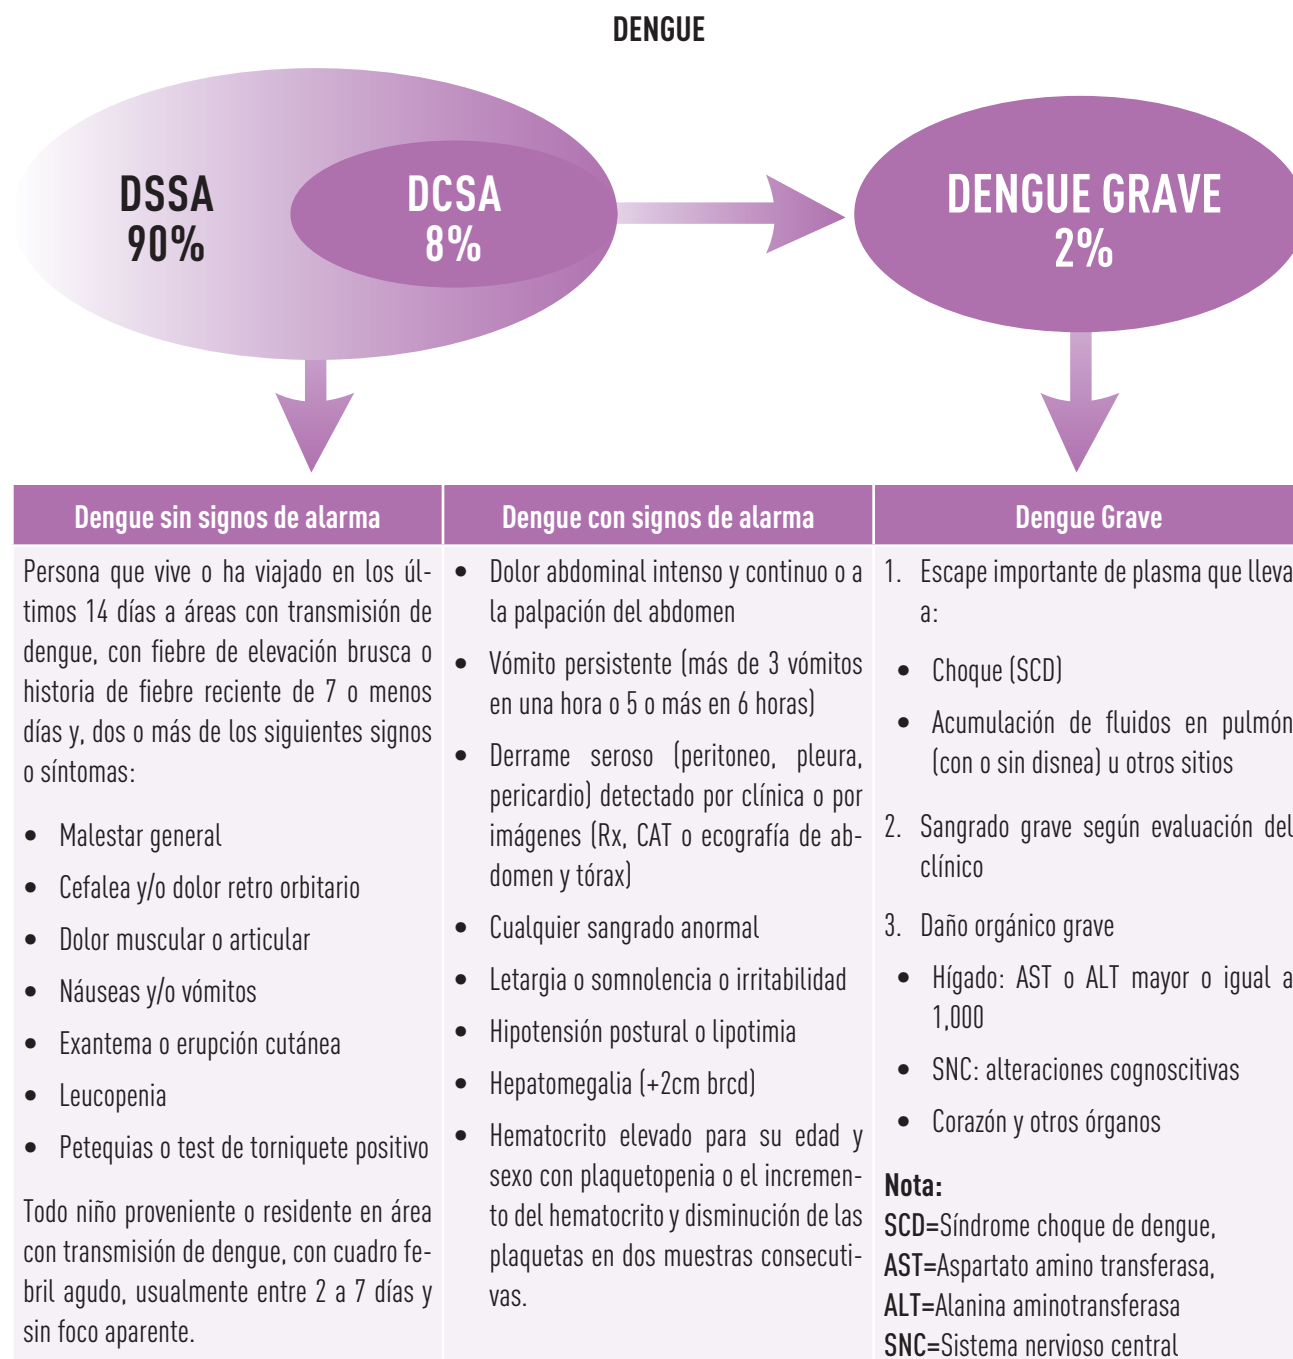 DENGUE
DSSA
90%
DCSA
8%
DENGUE GRAVE
2%
Dengue sin signos de alarma
Persona que vive o ha viajado en los úl-
timos 14 días a áreas con transmisión de
dengue, con fiebre de elevación brusca o
historia de fiebre reciente de 7 o menos
días y, dos o más de los siguientes signos
o síntomas:
• Malestar general
• Cefalea y/o dolor retro orbitario
• Dolor muscular o articular
• Náuseas y/o vómitos
• Exantema o erupción cutánea
• Leucopenia
• Petequias o test de torniquete positivo
Todo niño proveniente o residente en área
con transmisión de dengue, con cuadro fe-
bril agudo, usualmente entre 2 a 7 días y
sin foco aparente.
Dengue con signos de alarma
• Dolor abdominal intenso y continuo o a
la palpación del abdomen
• Vómito persistente (más de 3 vómitos
en una hora o 5 o más en 6 horas)
• Derrame seroso (peritoneo, pleura,
pericardio) detectado por clínica o por
imágenes (Rx, CAT o ecografía de ab-
domen y tórax)
• Cualquier sangrado anormal
• Letargia o somnolencia o irritabilidad
• Hipotensión postural o lipotimia
• Hepatomegalia (+2cm brcd)
• Hematocrito elevado para su edad y
sexo con plaquetopenia o el incremen-
to del hematocrito y disminución de las
plaquetas en dos muestras consecuti-
vas.
Dengue Grave
1. Escape importante de plasma que lleva
a:
• Choque (SCD)
• Acumulación de fluidos en pulmón
(con o sin disnea) u otros sitios
2. Sangrado grave según evaluación del
clínico
3. Daño orgánico grave
• Hígado: AST o ALT mayor o igual a
1,000
• SNC: alteraciones cognoscitivas
• Corazón y otros órganos
Nota:
SCD=Síndrome choque de dengue,
AST=Aspartato amino transferasa,
ALT=Alanina aminotransferasa
SNC=Sistema nervioso central